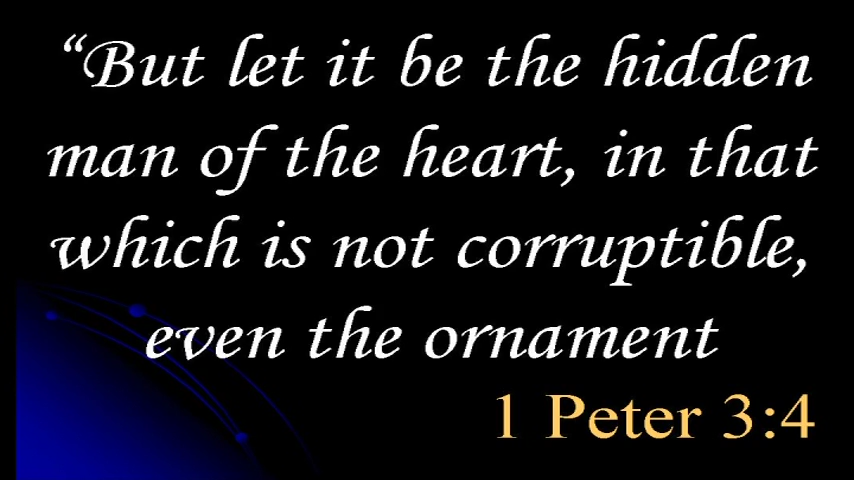 “But let it be the hidden
man of the heart, in that
which is not corruptible,
even the ornament
1 Peter 3:4